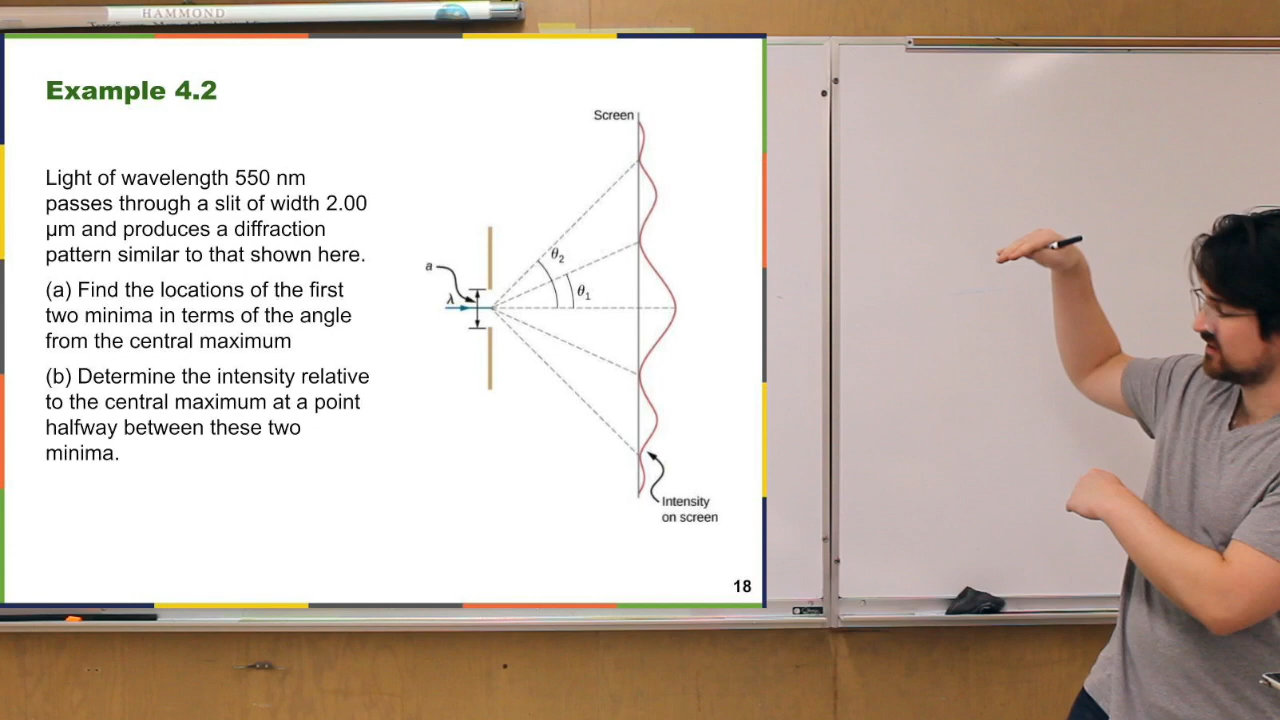 HAMMOND
Example 4.2
Light of wavelength 550 nm
passes through a slit of width 2.00
μm and produces a diffraction
pattern similar to that shown here.
(a) Find the locations of the first
two minima in terms of the angle
from the central maximum
(b) Determine the intensity relative
to the central maximum at a point
halfway between these two
minima.
Screen
a
λ
θ2
θ1
Intensity
on screen
18